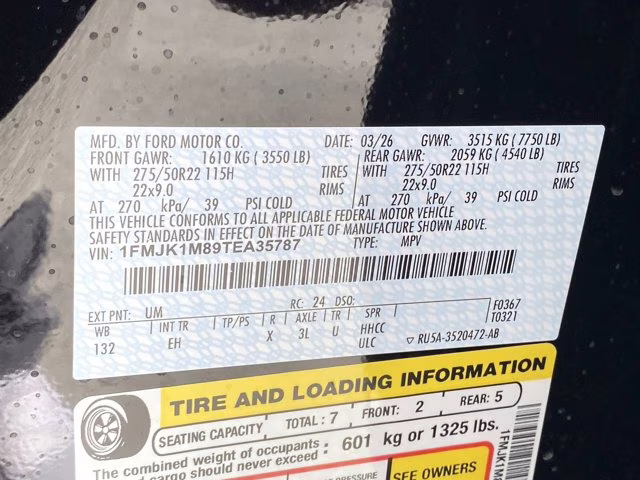 MFD. BY FORD MOTOR CO. DATE: 03/26 GVWR: 3515 KG ( 7750 LB)
FRONT GAWR: 1610 KG ( 3550 LB) REAR GAWR: 2059 KG ( 4540 LB)
WITH 275/50R22 115H TIRES WITH 275/50R22 115H TIRES
22x9.0 RIMS 22x9.0 RIMS
AT 270 kPa/ 39 PSI COLD AT 270 kPa/ 39 PSI COLD
THIS VEHICLE CONFORMS TO ALL APPLICABLE FEDERAL MOTOR VEHICLE
SAFETY STANDARDS IN EFFECT ON THE DATE OF MANUFACTURE SHOWN ABOVE.
VIN: 1FMJK1M89TEA35787 TYPE: MPV
EXT PNT: UM RC: 24 DSO: F0367
WB INT TR TP/PS R AXLE TR SPR T0321
132 EH X 3L U HHCC
ULC ▽ RU5A-3520472-AB
TIRE AND LOADING INFORMATION
SEATING CAPACITY TOTAL : 7 FRONT: 2 REAR: 5
The combined weight of occupants
and cargo should never exceed : 601 kg or 1325 lbs.
PRESSURE SEE OWNERS